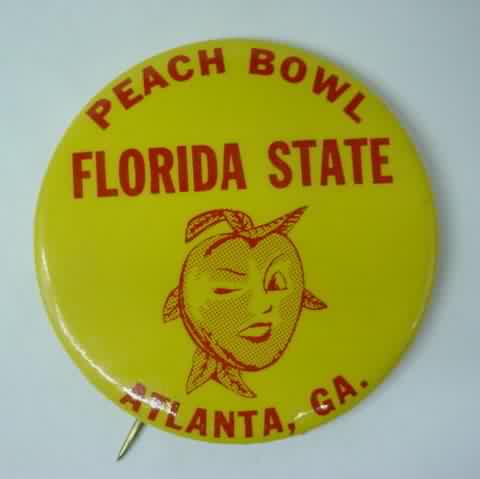 PEACH BOWL
FLORIDA STATE
ATLANTA, GA.